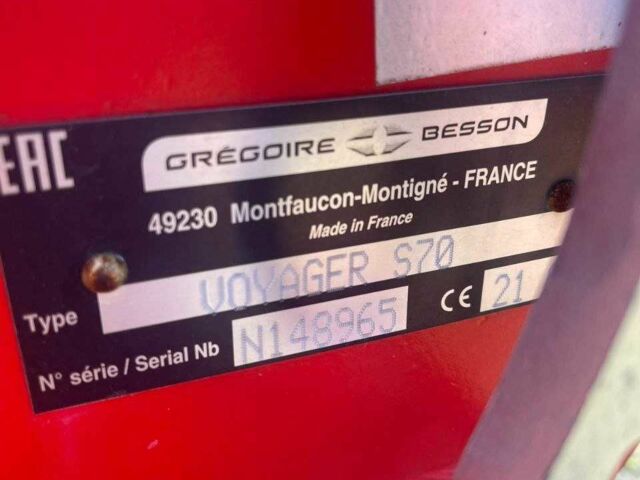 EAC
GRÉGOIRE BESSON
49230 Montfaucon-Montigné - FRANCE
Made in France
Type VOYAGER S70
N° série / Serial Nb N148965 CE 21